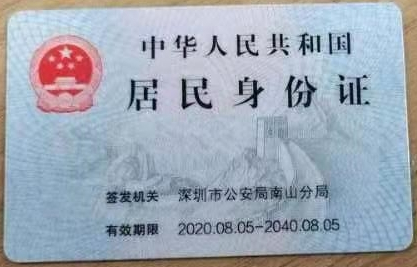 中华人民共和国
居民身份证
签发机关 深圳市公安局南山分局
有效期限 2020.08.05-2040.08.05